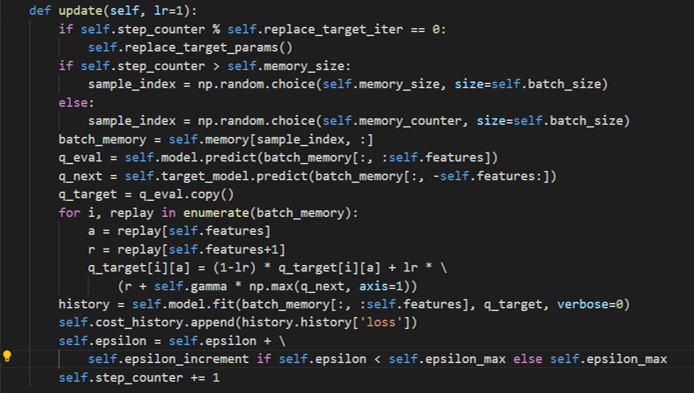 def update(self, lr=1):
    if self.step_counter % self.replace_target_iter == 0:
        self.replace_target_params()
    if self.step_counter > self.memory_size:
        sample_index = np.random.choice(self.memory_size, size=self.batch_size)
    else:
        sample_index = np.random.choice(self.memory_counter, size=self.batch_size)
    batch_memory = self.memory[sample_index, :]
    q_eval = self.model.predict(batch_memory[:, :self.features])
    q_next = self.target_model.predict(batch_memory[:, -self.features:])
    q_target = q_eval.copy()
    for i, replay in enumerate(batch_memory):
        a = replay[self.features]
        r = replay[self.features+1]
        q_target[i][a] = (1-lr) * q_target[i][a] + lr * \
            (r + self.gamma * np.max(q_next, axis=1))
    history = self.model.fit(batch_memory[:, :self.features], q_target, verbose=0)
    self.cost_history.append(history.history['loss'])
    self.epsilon = self.epsilon + \
        self.epsilon_increment if self.epsilon < self.epsilon_max else self.epsilon_max
    self.step_counter += 1